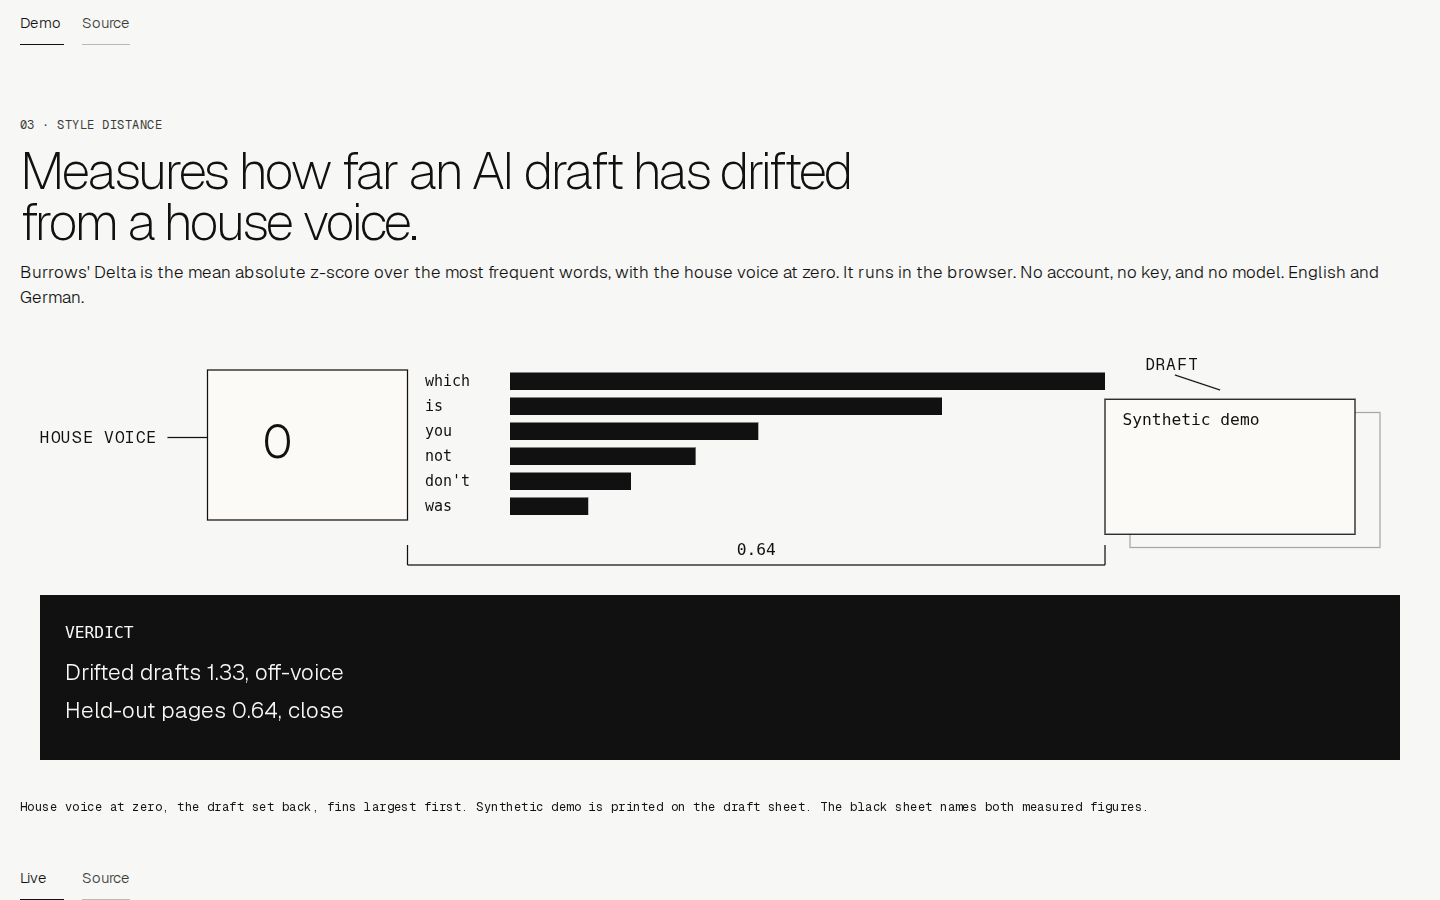 Demo Source
03 · STYLE DISTANCE
Measures how far an AI draft has drifted
from a house voice.
Burrows' Delta is the mean absolute z-score over the most frequent words, with the house voice at zero. It runs in the browser. No account, no key, and no model. English and
German.
DRAFT
HOUSE VOICE
0
which
is
you
not
don't
was
Synthetic demo
0.64
VERDICT
Drifted drafts 1.33, off-voice
Held-out pages 0.64, close
House voice at zero, the draft set back, fins largest first. Synthetic demo is printed on the draft sheet. The black sheet names both measured figures.
Live Source